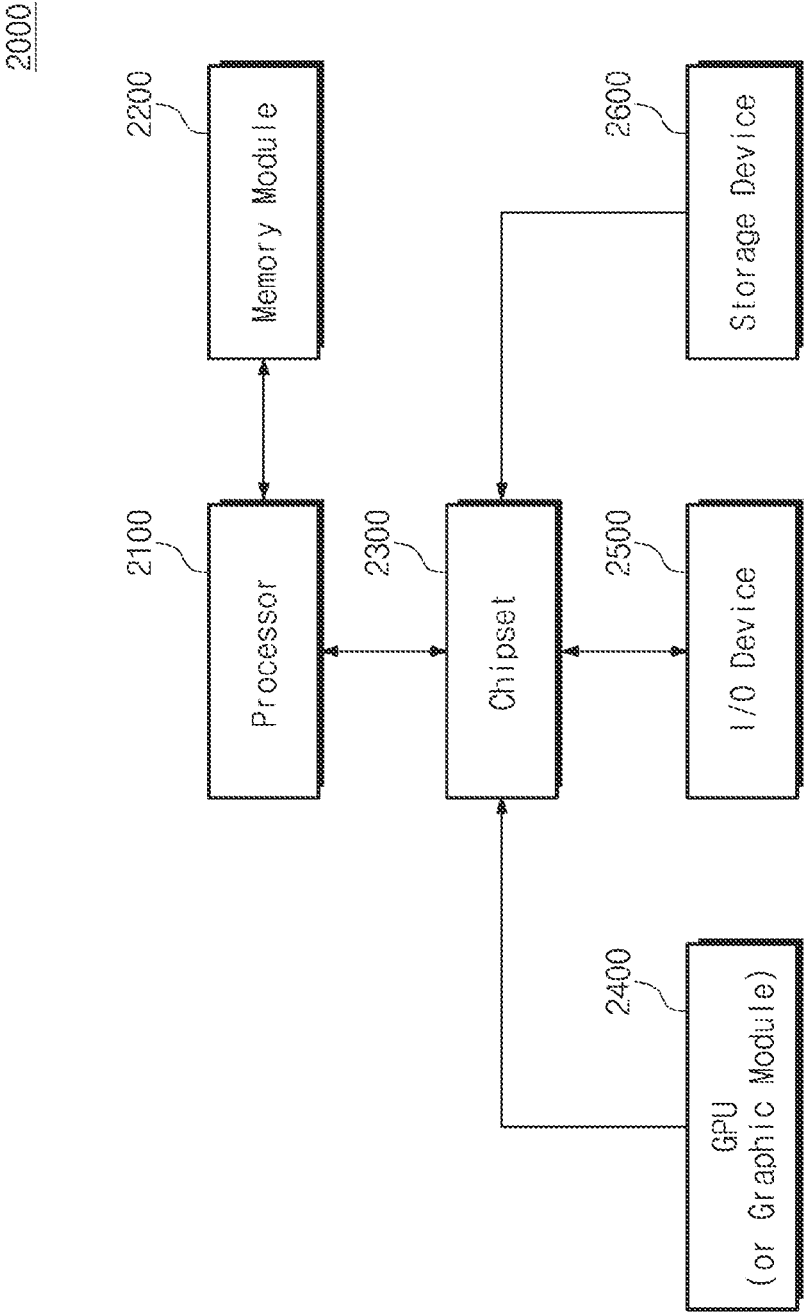 2000
2100
Processor
2200
Memory Module
2300
Chipset
2400
GPU
(or Graphic Module)
2500
I/O Device
2600
Storage Device